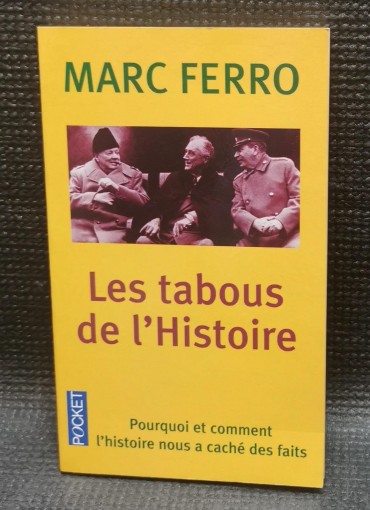 MARC FERRO
Les tabous
de l'Histoire
POCKET
Pourquoi et comment
l'histoire nous a caché des faits